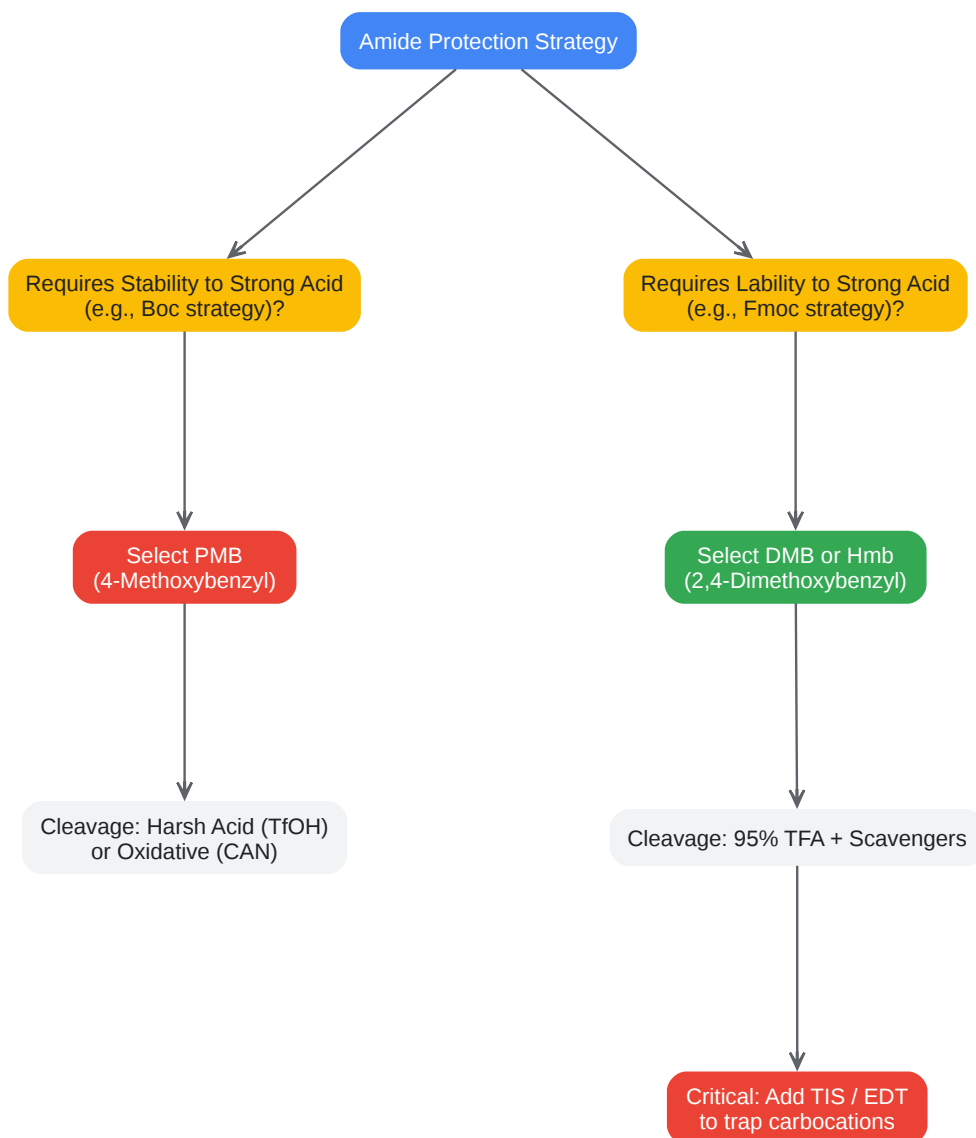 Amide Protection Strategy
Requires Stability to Strong Acid
(e.g., Boc strategy)?
Requires Lability to Strong Acid
(e.g., Fmoc strategy)?
Select PMB
(4-Methoxybenzyl)
Select DMB or Hmb
(2,4-Dimethoxybenzyl)
Cleavage: Harsh Acid (TfOH)
or Oxidative (CAN)
Cleavage: 95% TFA + Scavengers
Critical: Add TIS / EDT
to trap carbocations